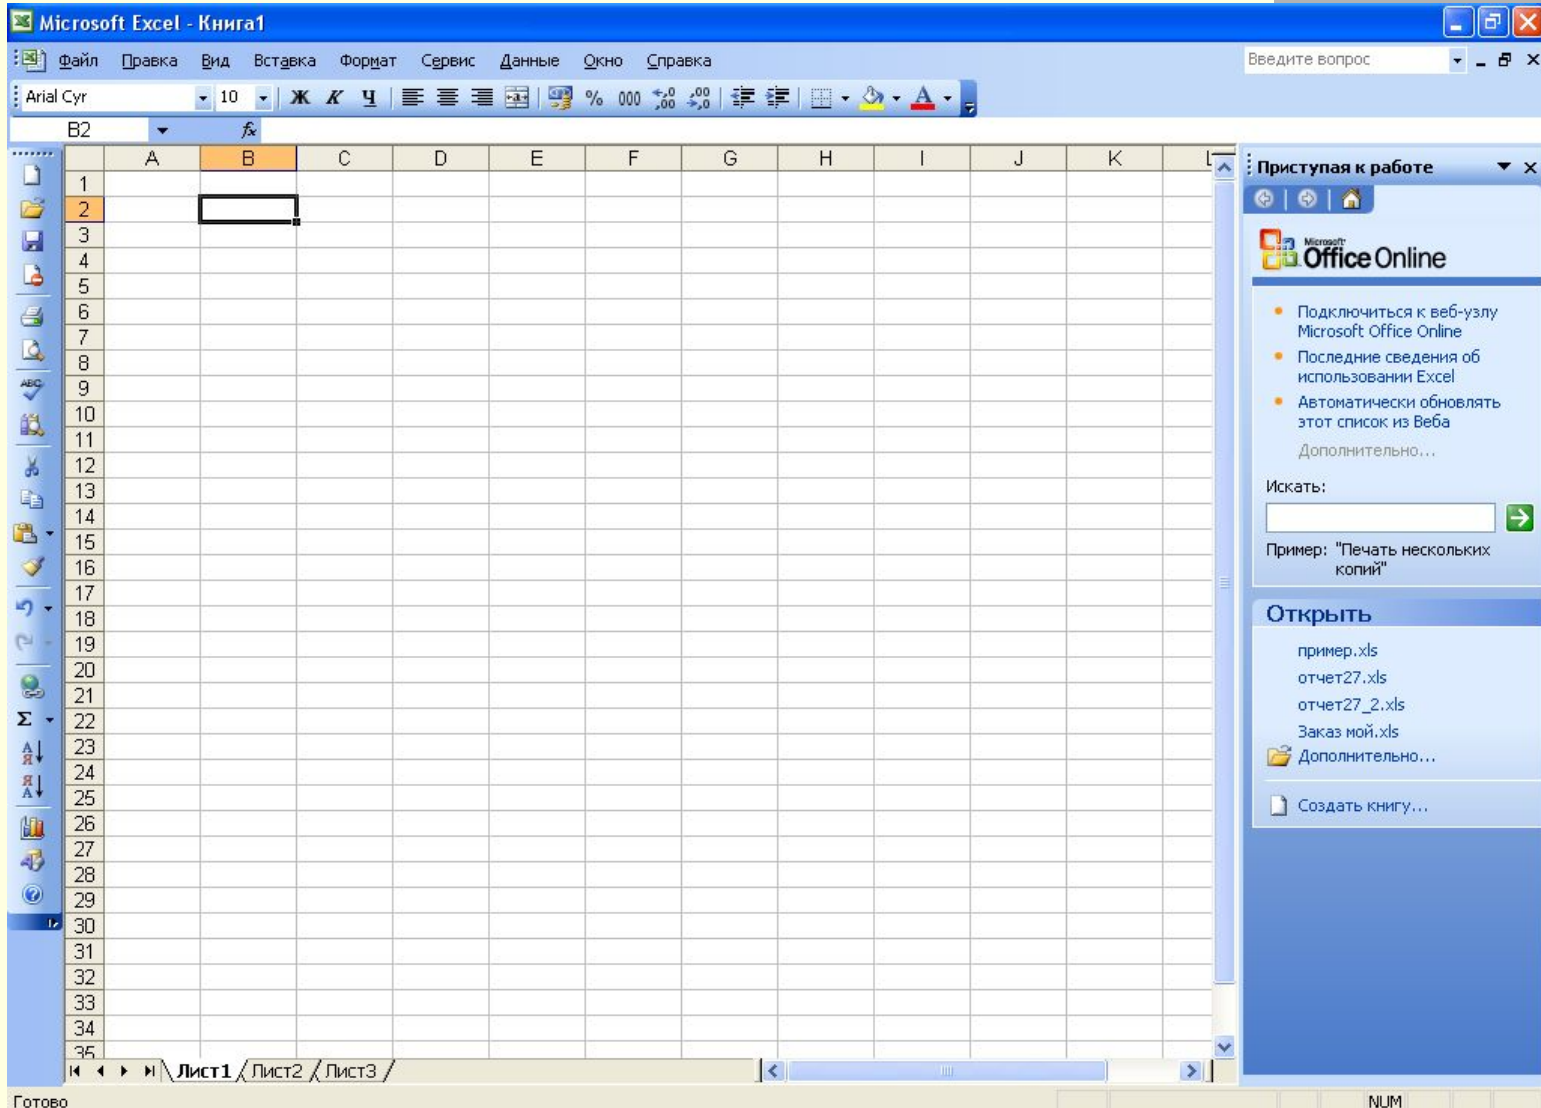 Microsoft Excel - Книга1
Файл Правка Вид Вставка Формат Сервис Данные Окно Справка Введите вопрос
Arial Cyr 10 Ж К Ч % 000 ,00 ,00 A
B2 fx
A B C D E F G H I J K L
1
2
3
4
5
6
7
8
9
10
11
12
13
14
15
16
17
18
19
20
21
22
23
24
25
26
27
28
29
30
31
32
33
34
35
ABC
Σ
А
Я
Я
А
Лист1 Лист2 Лист3
Приступая к работе
Microsoft
Office Online
Подключиться к веб-узлу
Microsoft Office Online
Последние сведения об
использовании Excel
Автоматически обновлять
этот список из Веба
Дополнительно...
Искать:
Пример: "Печать нескольких
копий"
Открыть
пример.xls
отчет27.xls
отчет27_2.xls
Заказ мой.xls
Дополнительно...
Создать книгу...
Готово NUM